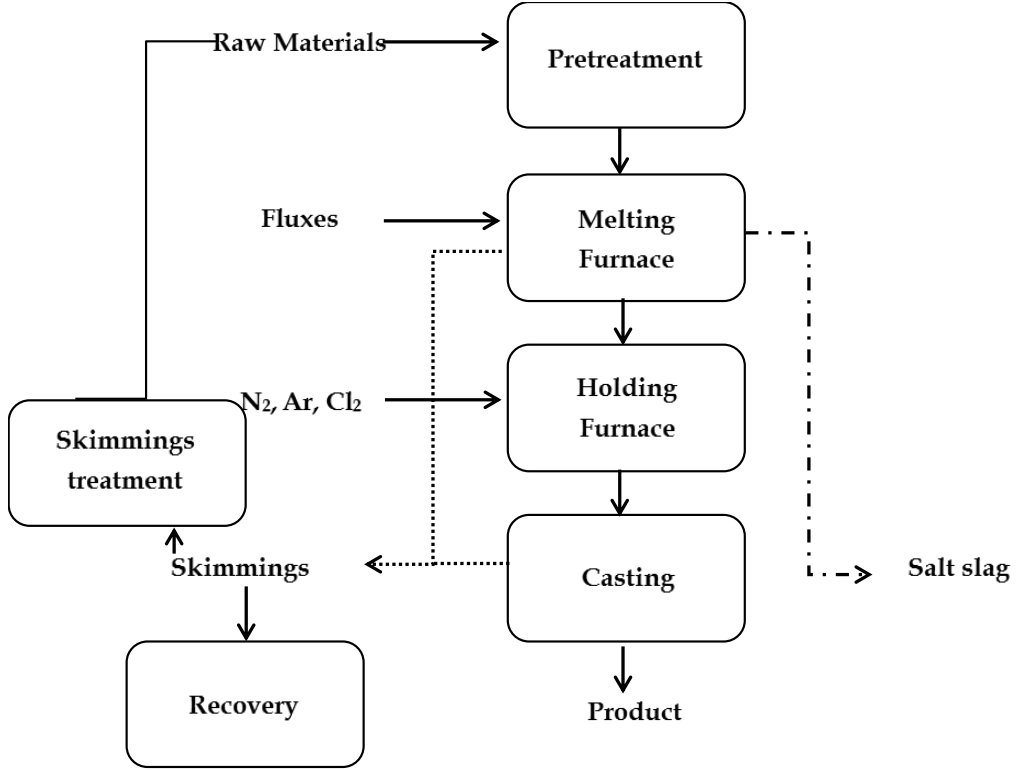 Raw Materials
Pretreatment
Fluxes
Melting
Furnace
N₂, Ar, Cl₂
Holding
Furnace
Skimmings
treatment
Skimmings
Casting
Salt slag
Recovery
Product